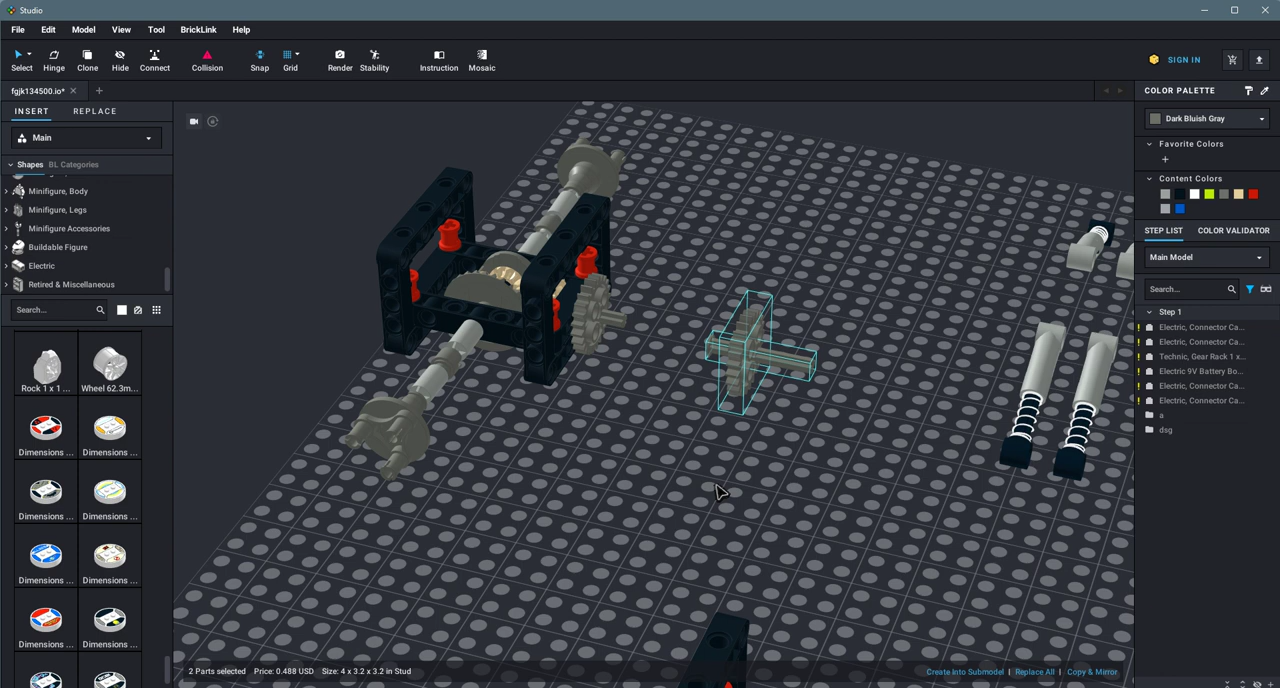 Studio
File Edit Model View Tool BrickLink Help
Select Hinge Clone Hide Connect Collision Snap Grid Render Stability Instruction Mosaic
SIGN IN
fgjk134500.io*
INSERT REPLACE
Main
Shapes BL Categories
Minifigure, Body
Minifigure, Legs
Minifigure Accessories
Buildable Figure
Electric
Retired & Miscellaneous
Search...
Rock 1 x 1 ... Wheel 62.3m...
Dimensions ... Dimensions ...
Dimensions ... Dimensions ...
Dimensions ... Dimensions ...
Dimensions ... Dimensions ...
2 Parts selected Price: 0.488 USD Size: 4 x 3.2 x 3.2 in Stud
Create Into Submodel | Replace All | Copy & Mirror
COLOR PALETTE
Dark Bluish Gray
Favorite Colors
+
Content Colors
STEP LIST COLOR VALIDATOR
Main Model
Search...
Step 1
! Electric, Connector Ca...
! Electric, Connector Ca...
Technic, Gear Rack 1 x...
! Electric 9V Battery Bo...
! Electric, Connector Ca...
! Electric, Connector Ca...
a
dsg